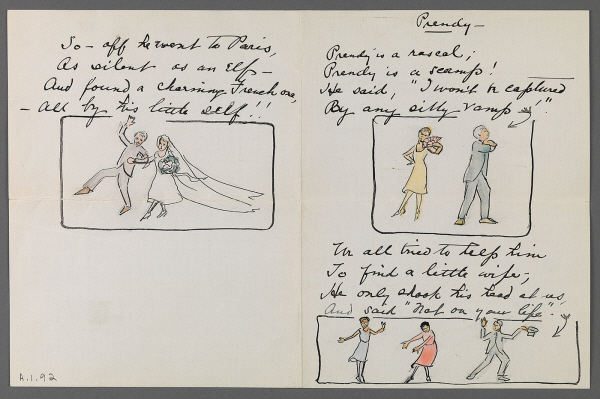 Prendy —
Prendy is a rascal;
Prendy is a scamp!
He said, "I won't be captured
By any silly vamp —!"
We all tried to help him
To find a little wife;
He only shook his head at us,
And said "Not on your life".
So – off he went to Paris,
As silent as an Elf –
And found a charming French one,
– All by his little self!!
A.1.92